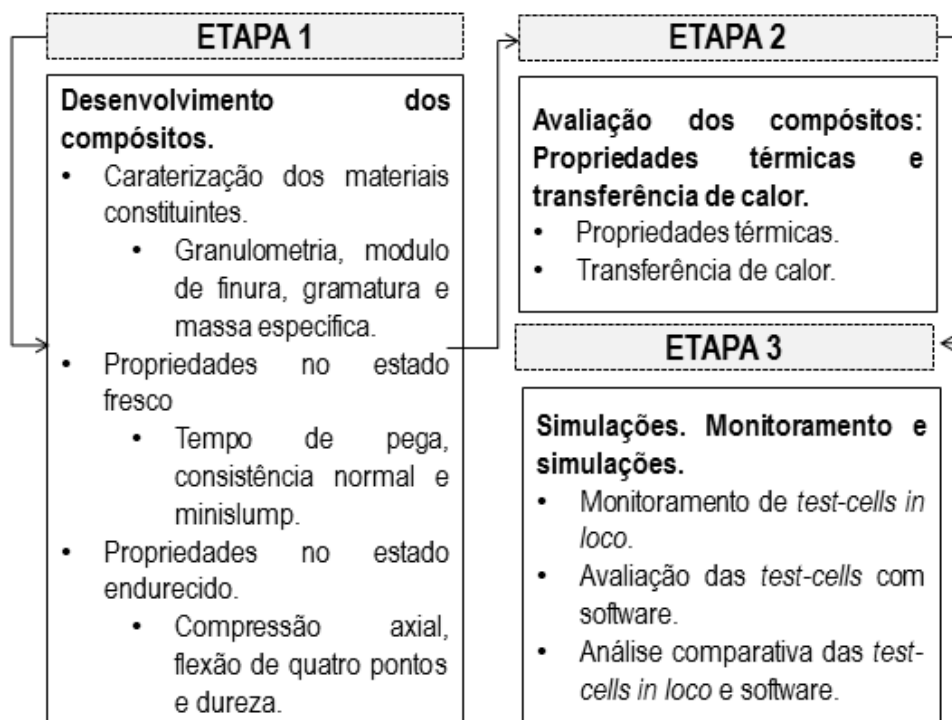 ETAPA 1
Desenvolvimento dos
compósitos.
• Caraterização dos materiais
constituintes.
• Granulometria, modulo
de finura, gramatura e
massa específica.
• Propriedades no estado
fresco
• Tempo de pega,
consistência normal e
minislump.
• Propriedades no estado
endurecido.
• Compressão axial,
flexão de quatro pontos
e dureza.
ETAPA 2
Avaliação dos compósitos:
Propriedades térmicas e
transferência de calor.
• Propriedades térmicas.
• Transferência de calor.
ETAPA 3
Simulações. Monitoramento e
simulações.
• Monitoramento de test-cells in
loco.
• Avaliação das test-cells com
software.
• Análise comparativa das test-
cells in loco e software.